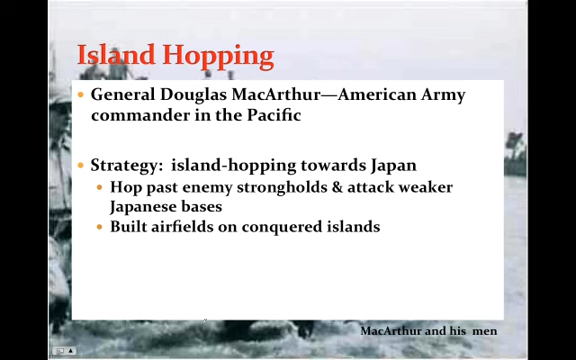 Island Hopping
General Douglas MacArthur—American Army
commander in the Pacific
Strategy: island-hopping towards Japan
Hop past enemy strongholds & attack weaker
Japanese bases
Built airfields on conquered islands
MacArthur and his men